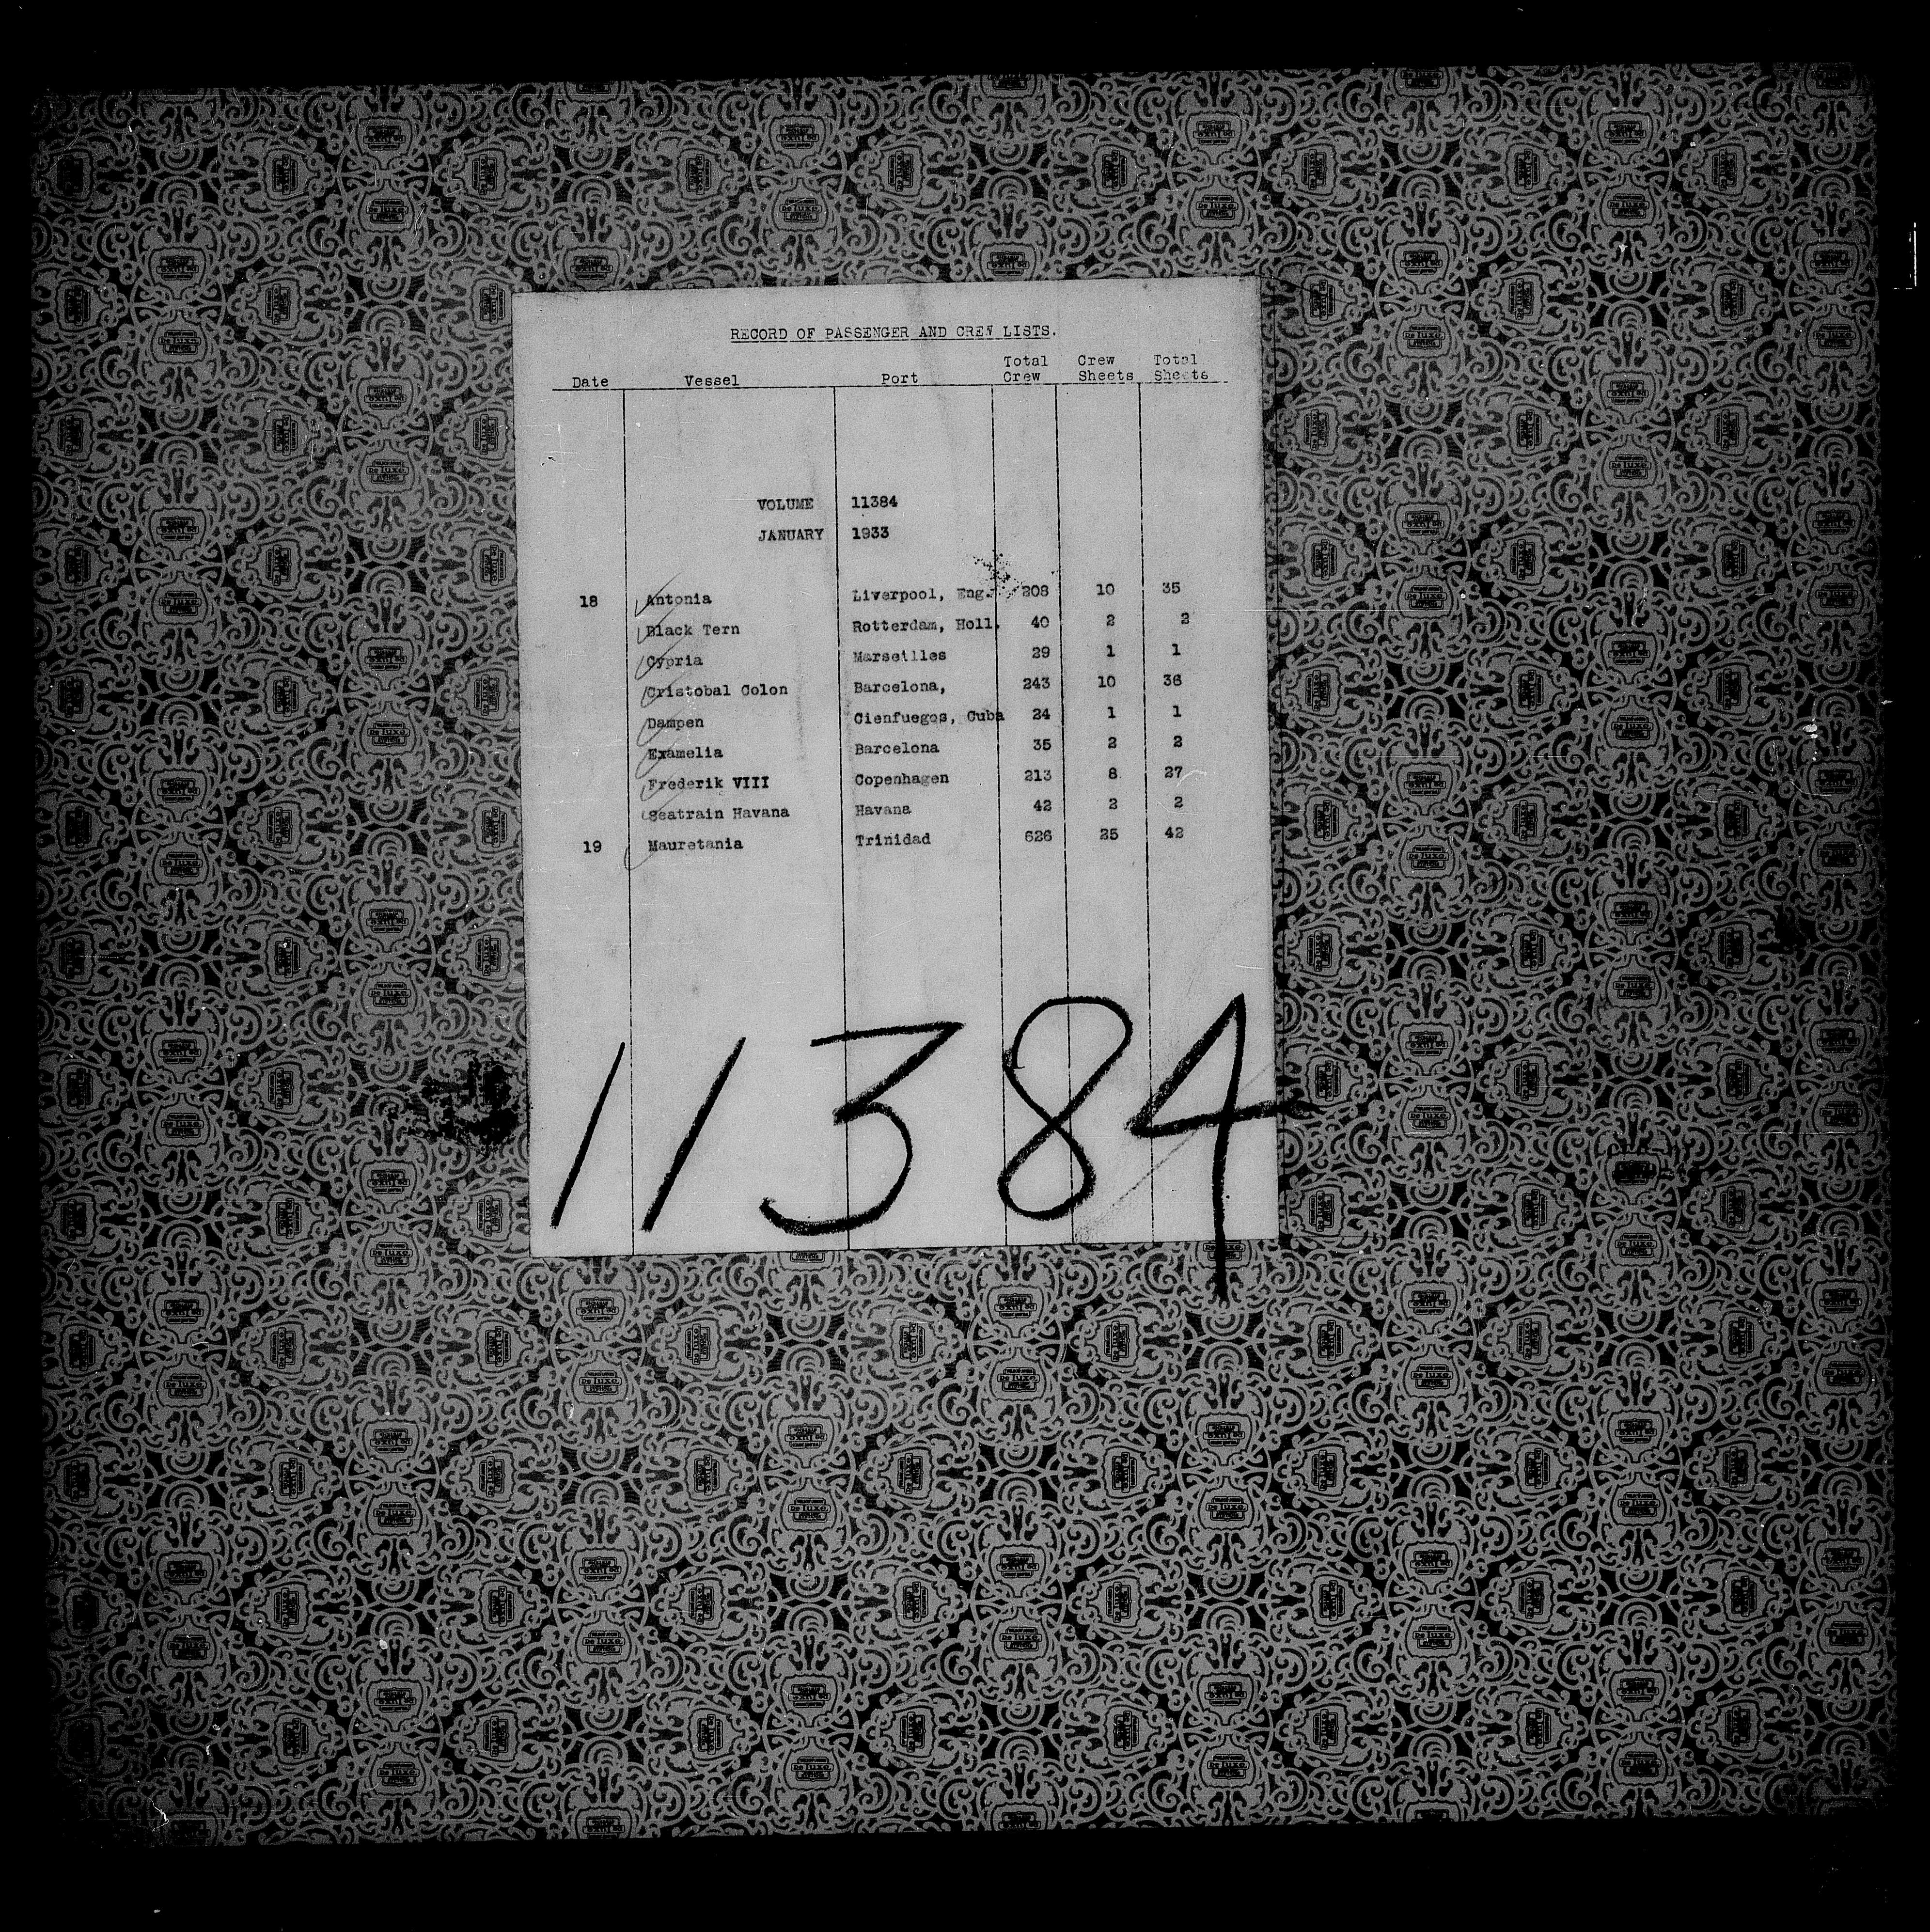 RECORD OF PASSENGER AND CREW LISTS.
Date Vessel Port Total Crew Crew Sheets Total Sheets
VOLUME 11384
JANUARY 1933
18 Antonia Liverpool, Eng. 208 10 35
Black Tern Rotterdam, Holl. 40 2 2
Cypria Marseilles 29 1 1
Cristobal Colon Barcelona, 243 10 36
Dampen Cienfuegos, Cuba 24 1 1
Examelia Barcelona 35 2 2
Frederik VIII Copenhagen 213 8 27
Seatrain Havana Havana 42 2 2
19 Mauretania Trinidad 626 25 42
11384